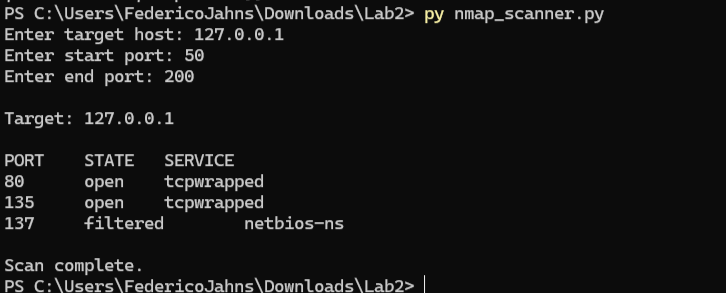 PS C:\Users\FedericoJahns\Downloads\Lab2> py nmap_scanner.py
Enter target host: 127.0.0.1
Enter start port: 50
Enter end port: 200
Target: 127.0.0.1
PORT STATE SERVICE
80 open tcpwrapped
135 open tcpwrapped
137 filtered netbios-ns
Scan complete.
PS C:\Users\FedericoJahns\Downloads\Lab2>